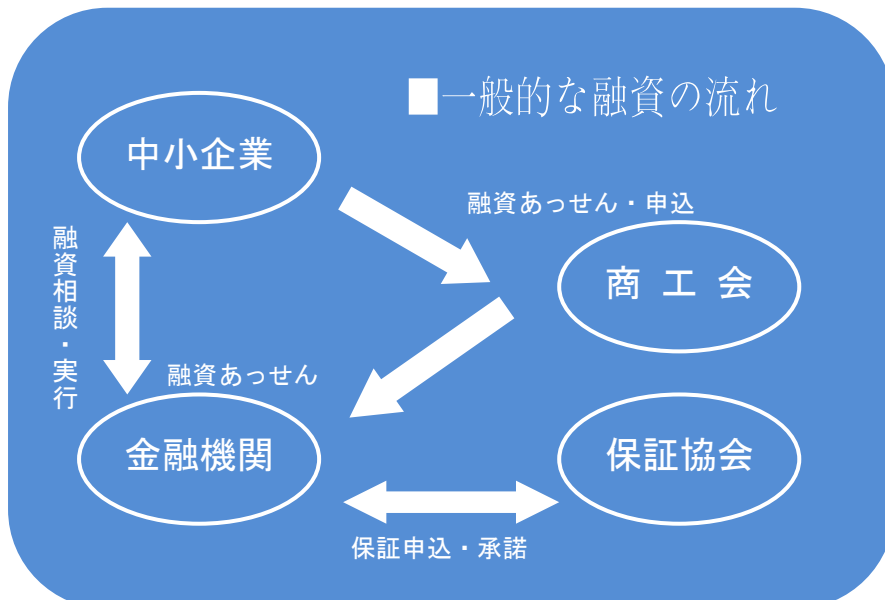 ■一般的な融資の流れ
中小企業
融資あっせん・申込
商工会
融資相談・実行
融資あっせん
金融機関
保証協会
保証申込・承諾